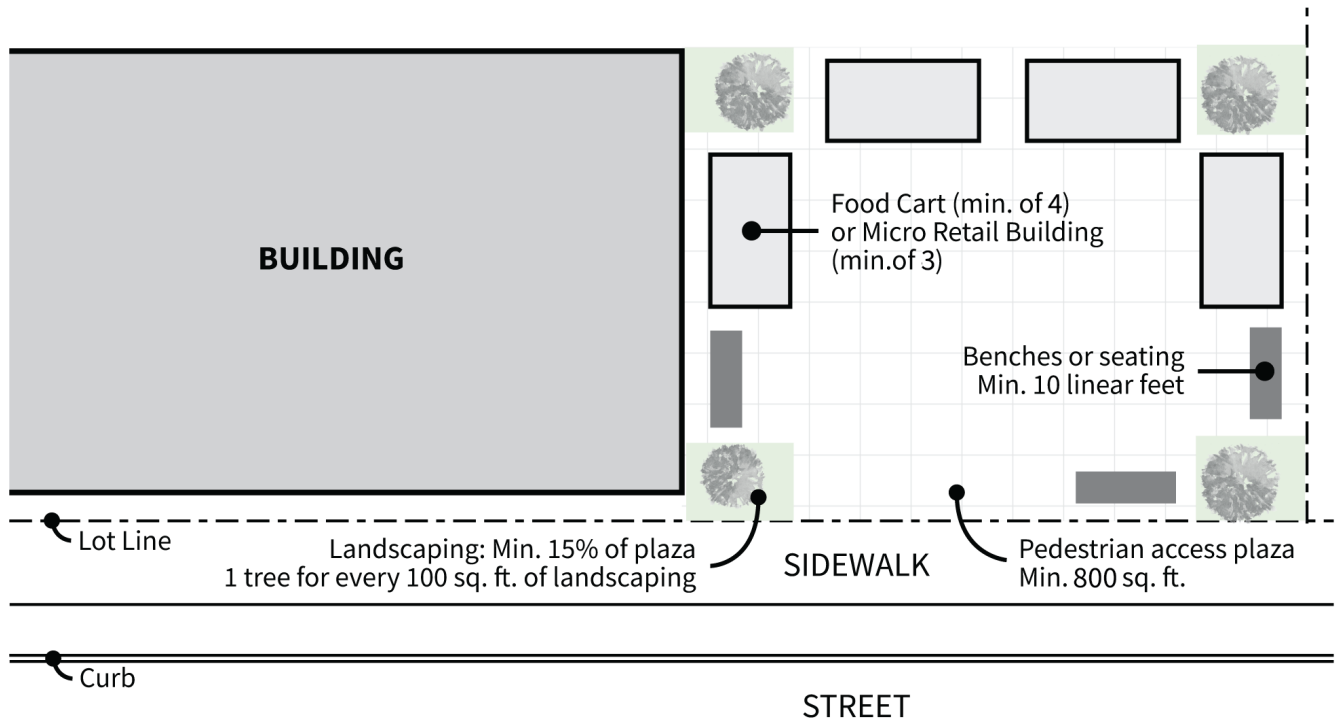 Food Cart (min. of 4)
or Micro Retail Building
(min.of 3)
BUILDING
Benches or seating
Min. 10 linear feet
Lot Line
Landscaping: Min. 15% of plaza
1 tree for every 100 sq. ft. of landscaping
SIDEWALK
Pedestrian access plaza
Min. 800 sq. ft.
Curb
STREET